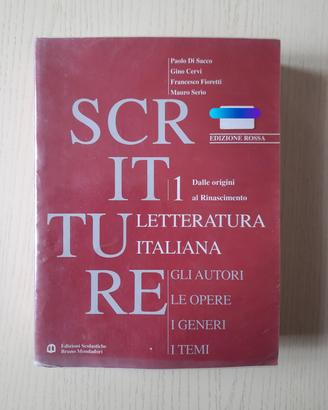 Paolo Di Sacco
Gino Cervi
Francesco Fioretti
Mauro Serio
EDIZIONE ROSSA
SCR
IT
TU
RE
1
Dalle origini
al Rinascimento
LETTERATURA
ITALIANA
GLI AUTORI
LE OPERE
I GENERI
I TEMI
Edizioni Scolastiche
Bruno Mondadori